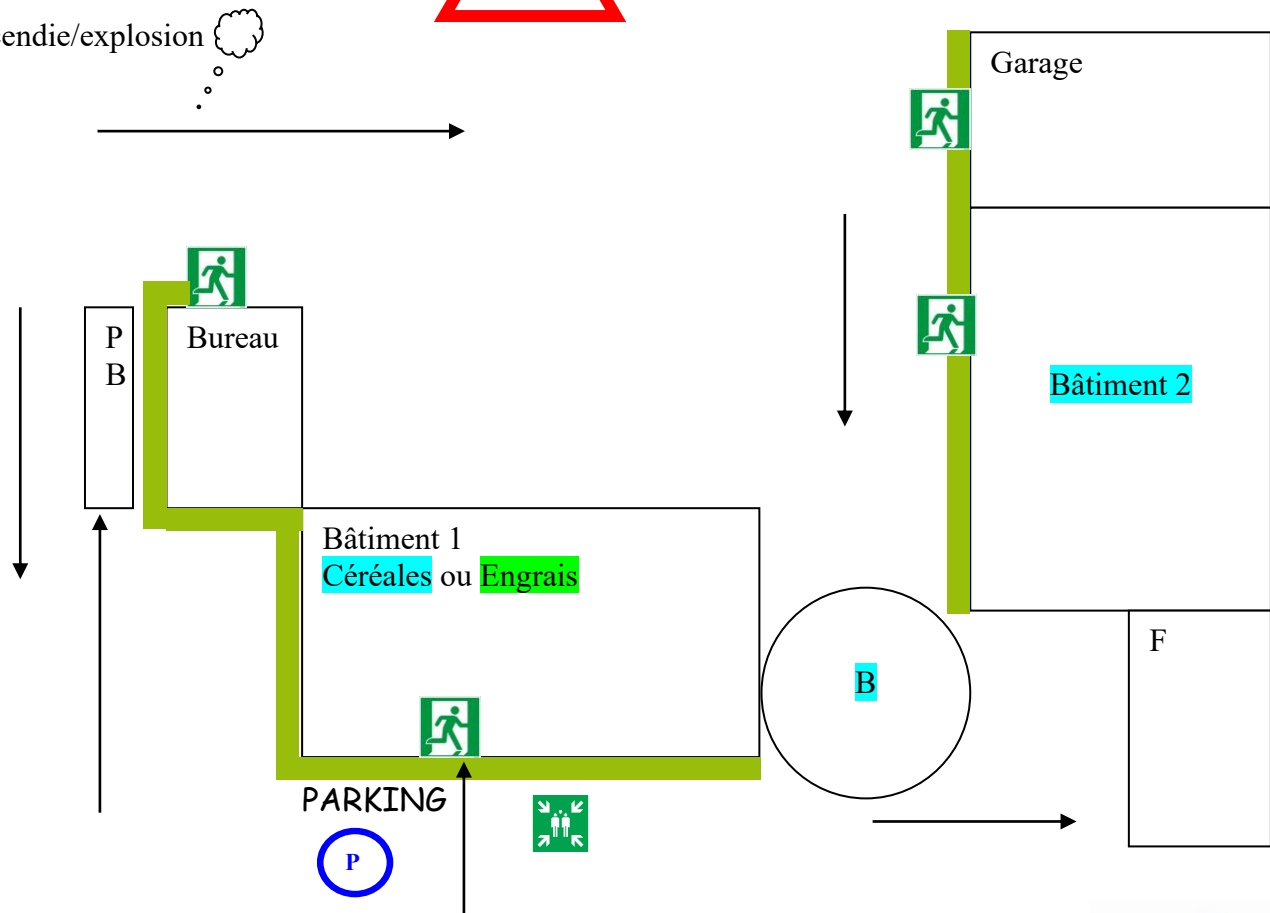 endie/explosion
Garage
P
B
Bureau
Bâtiment 2
Bâtiment 1
Céréales ou Engrais
F
B
PARKING
P